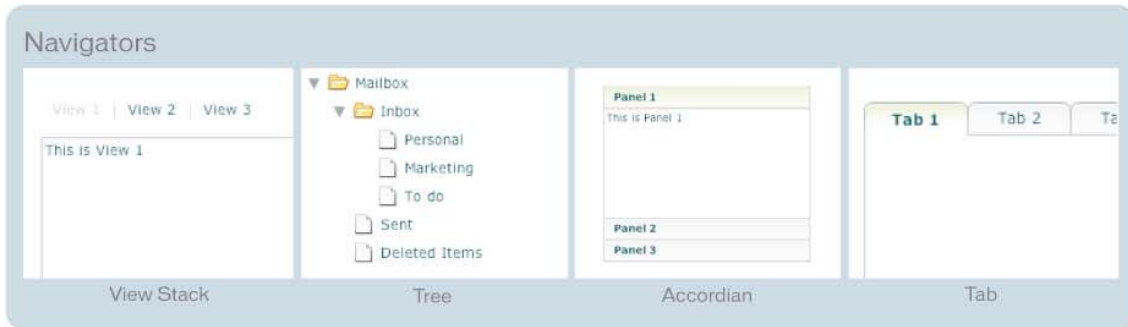 Navigators
View 1 | View 2 | View 3
This is View 1
View Stack
Mailbox
Inbox
Personal
Marketing
To do
Sent
Deleted Items
Tree
Panel 1
This is Panel 1
Panel 2
Panel 3
Accordian
Tab 1 Tab 2 Ta
Tab